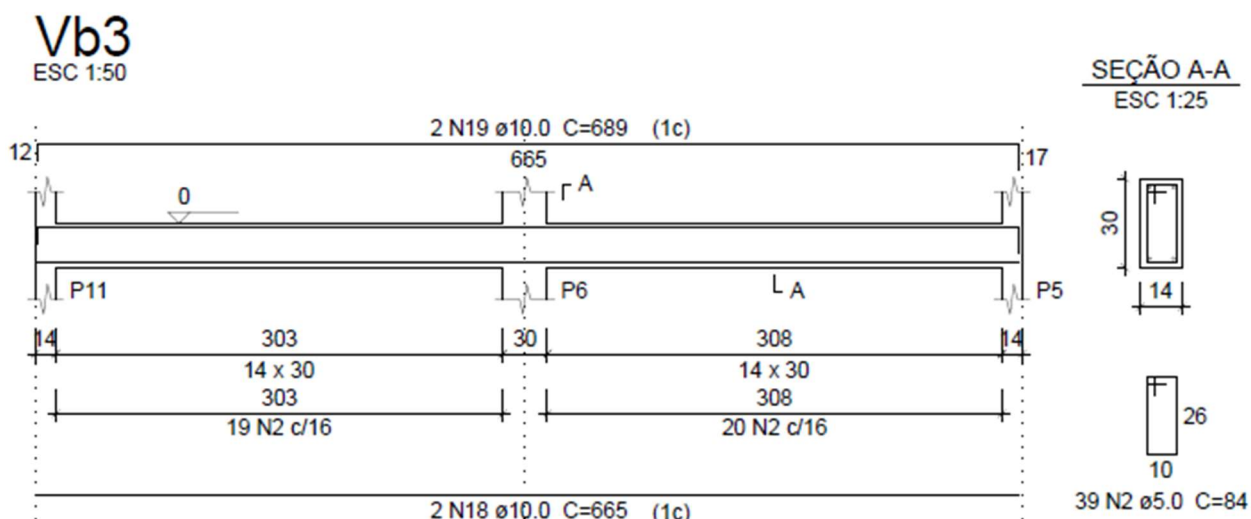 Vb3
ESC 1:50
SEÇÃO A-A
ESC 1:25
2 N19 ø10.0 C=689 (1c)
12
665
17
A
0
30
P11
P6
A
P5
14
14
303
30
308
14
14 x 30
14 x 30
303
308
19 N2 c/16
20 N2 c/16
26
10
39 N2 ø5.0 C=84
2 N18 ø10.0 C=665 (1c)